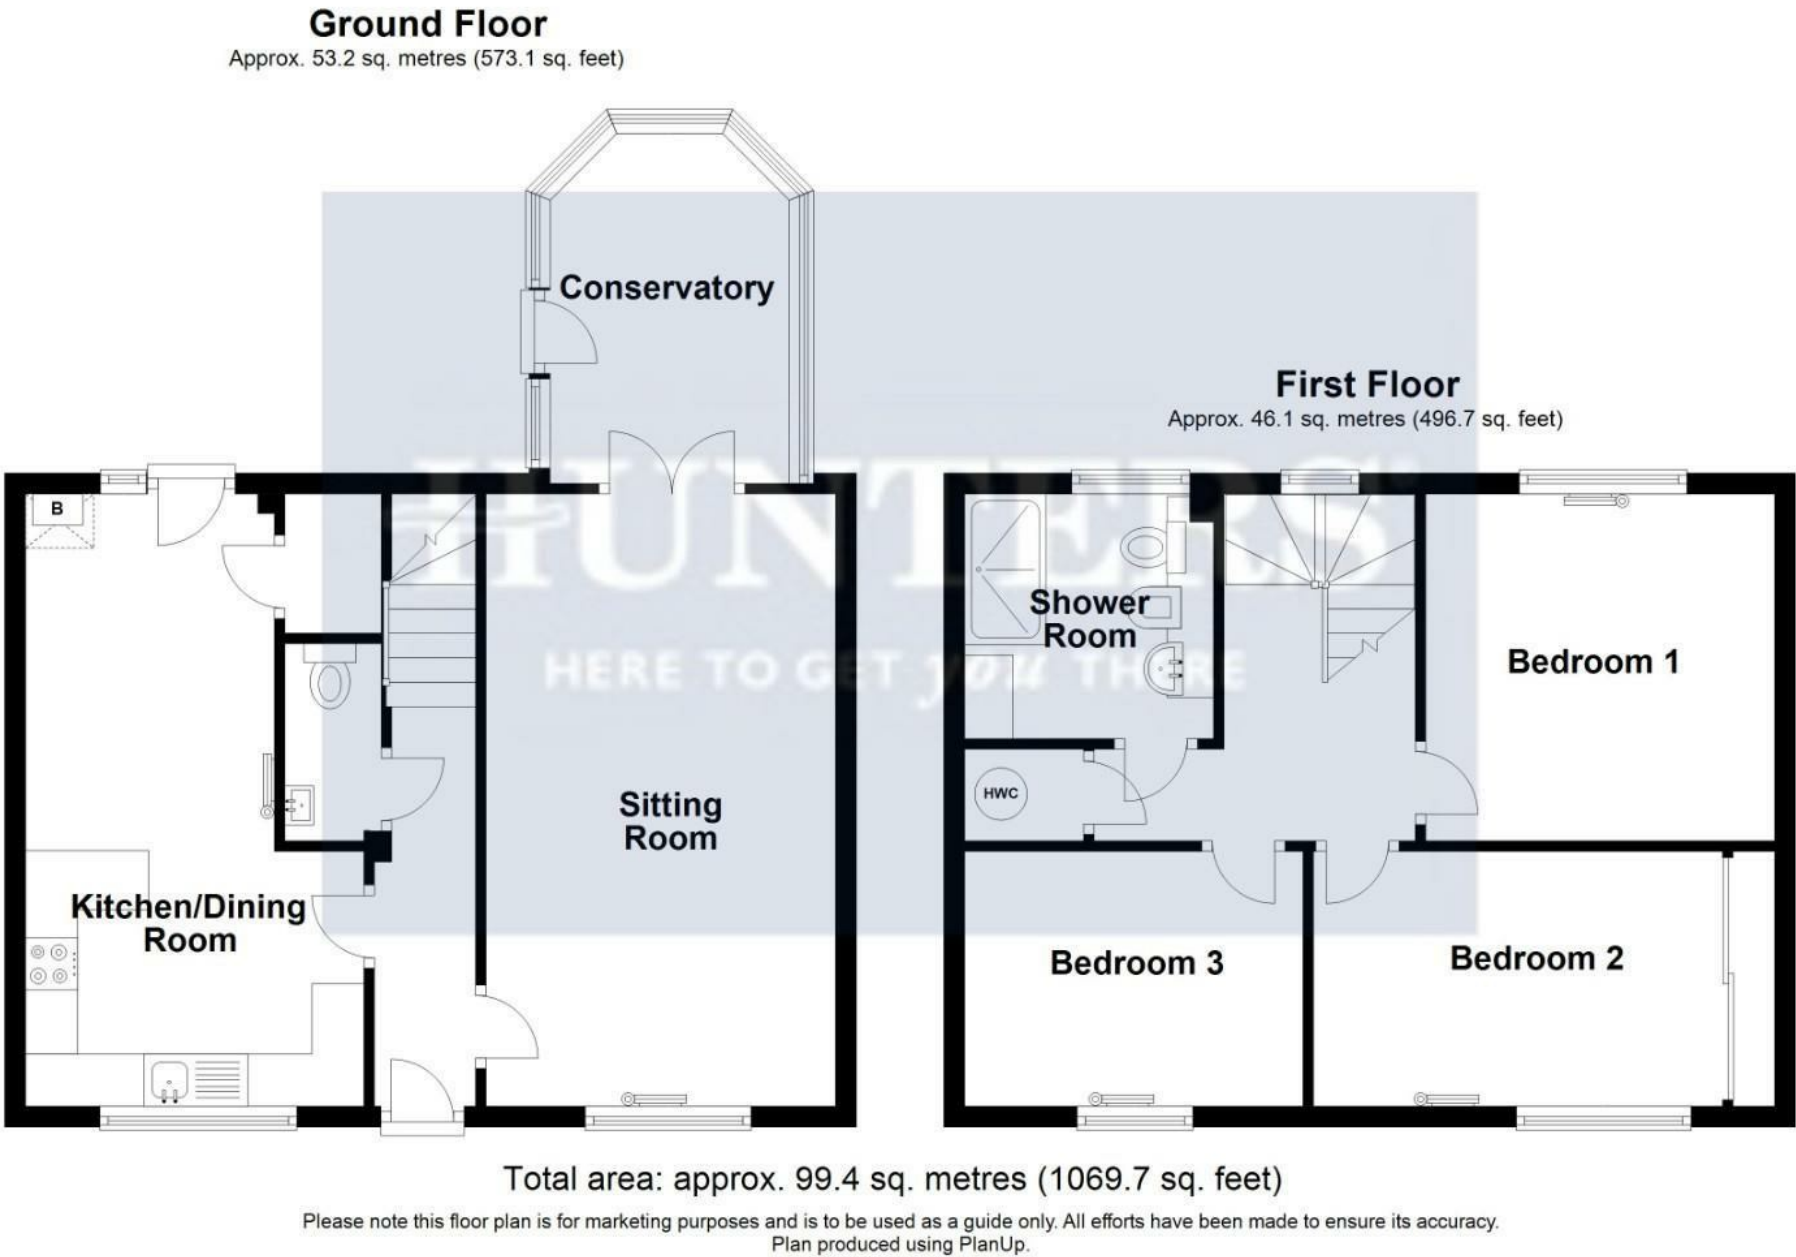 Ground Floor
Approx. 53.2 sq. metres (573.1 sq. feet)
Conservatory
First Floor
Approx. 46.1 sq. metres (496.7 sq. feet)
HUNTERS
HERE TO GET you THERE
B
Shower
Room
Bedroom 1
Sitting
Room
HWC
Kitchen/Dining
Room
Bedroom 3
Bedroom 2
Total area: approx. 99.4 sq. metres (1069.7 sq. feet)
Please note this floor plan is for marketing purposes and is to be used as a guide only. All efforts have been made to ensure its accuracy.
Plan produced using PlanUp.